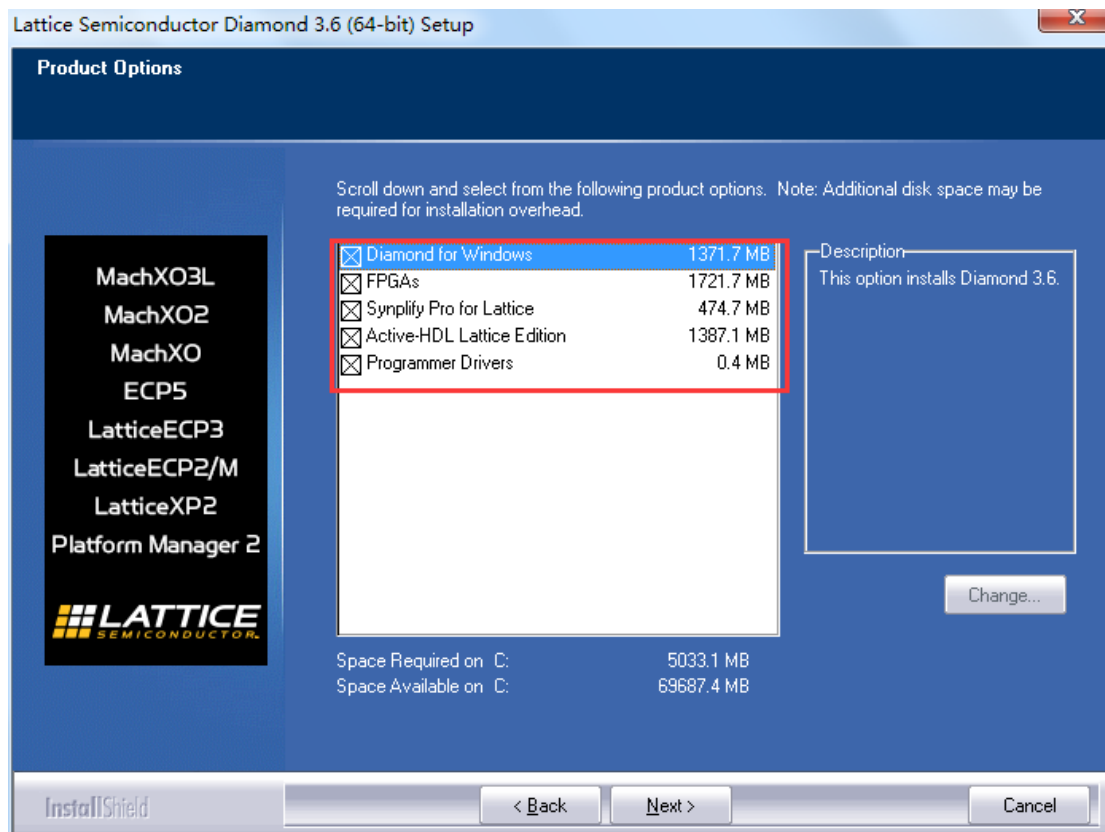 Lattice Semiconductor Diamond 3.6 (64-bit) Setup
Product Options
Scroll down and select from the following product options. Note: Additional disk space may be
required for installation overhead.
MachXO3L
MachXO2
MachXO
ECP5
LatticeECP3
LatticeECP2/M
LatticeXP2
Platform Manager 2
LATTICE
SEMICONDUCTOR.
Diamond for Windows 1371.7 MB
FPGAs 1721.7 MB
Synplify Pro for Lattice 474.7 MB
Active-HDL Lattice Edition 1387.1 MB
Programmer Drivers 0.4 MB
Description
This option installs Diamond 3.6.
Change...
Space Required on C: 5033.1 MB
Space Available on C: 69687.4 MB
InstallShield
< Back
Next >
Cancel